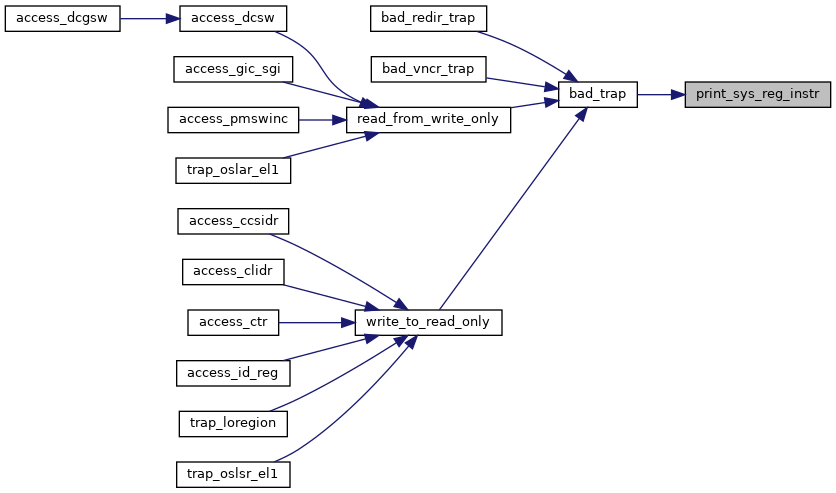 access_dcgsw
access_dcsw
bad_redir_trap
access_gic_sgi
bad_vncr_trap
bad_trap
print_sys_reg_instr
access_pmswinc
read_from_write_only
trap_oslar_el1
access_ccsidr
access_clidr
access_ctr
write_to_read_only
access_id_reg
trap_loregion
trap_oslsr_el1